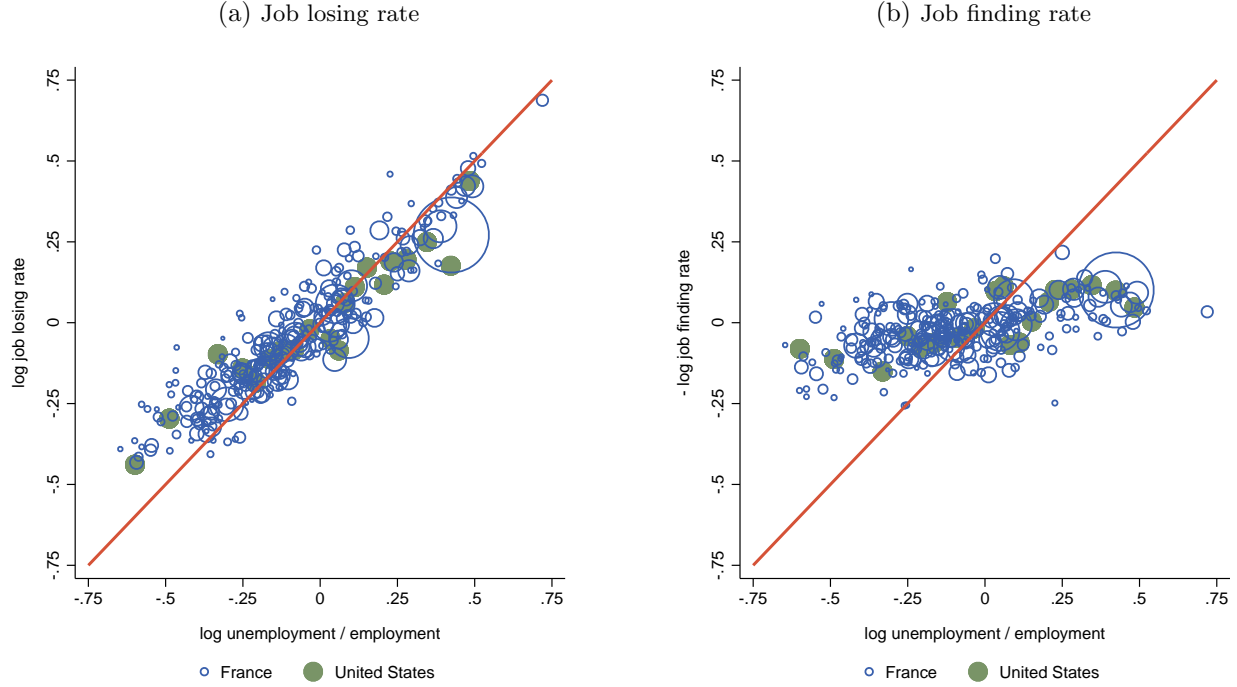 (a) Job losing rate
log job losing rate
.75
.5
.25
0
-.25
-.5
-.75
-.75 -.5 -.25 0 .25 .5 .75
log unemployment / employment
France United States
(b) Job finding rate
- log job finding rate
.75
.5
.25
0
-.25
-.5
-.75
-.75 -.5 -.25 0 .25 .5 .75
log unemployment / employment
France United States